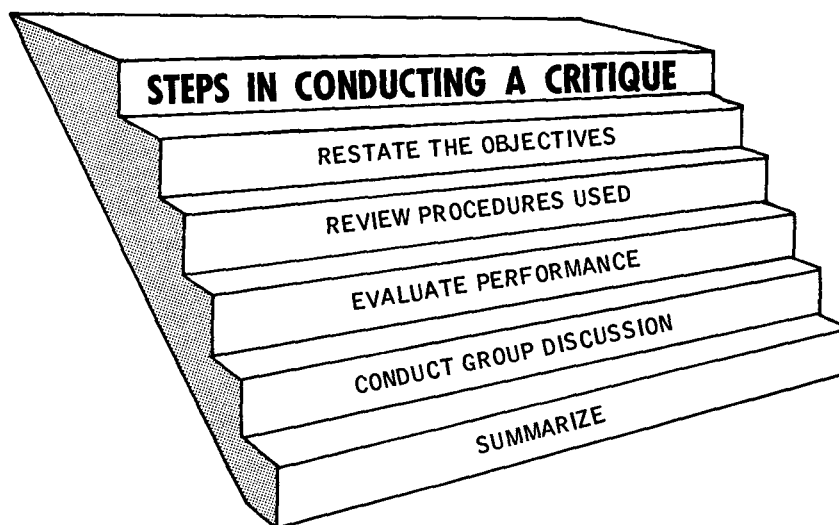 STEPS IN CONDUCTING A CRITIQUE
RESTATE THE OBJECTIVES
REVIEW PROCEDURES USED
EVALUATE PERFORMANCE
CONDUCT GROUP DISCUSSION
SUMMARIZE